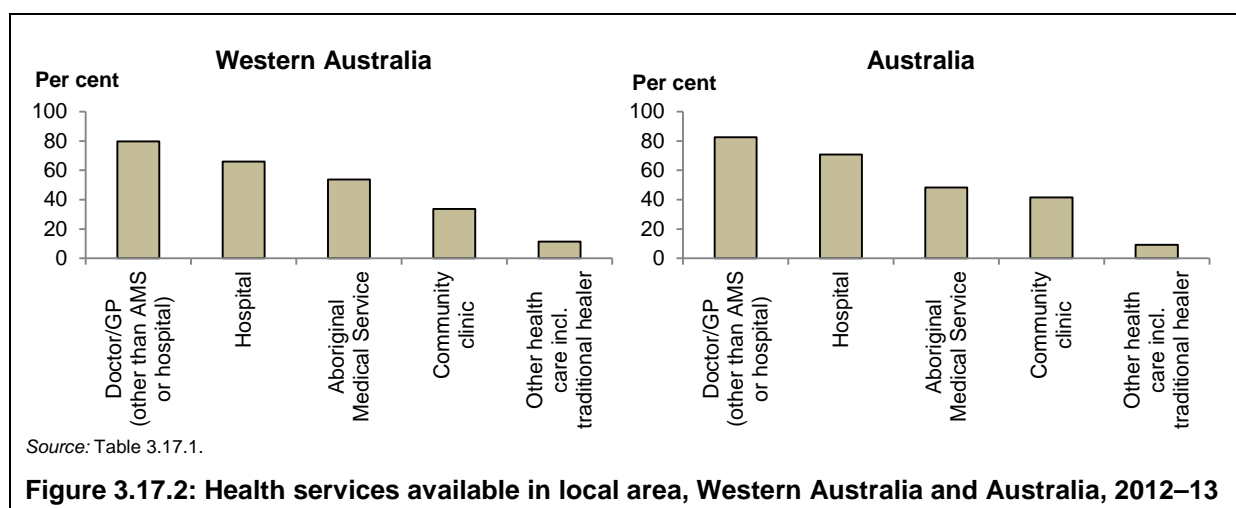 Western Australia
Per cent
100
80
60
40
20
0
Doctor/GP
(other than AMS
or hospital)
Hospital
Aboriginal
Medical Service
Community
clinic
Other health
care incl.
traditional healer
Australia
Per cent
100
80
60
40
20
0
Doctor/GP
(other than AMS
or hospital)
Hospital
Aboriginal
Medical Service
Community
clinic
Other health
care incl.
traditional healer
Source: Table 3.17.1.
Figure 3.17.2: Health services available in local area, Western Australia and Australia, 2012–13